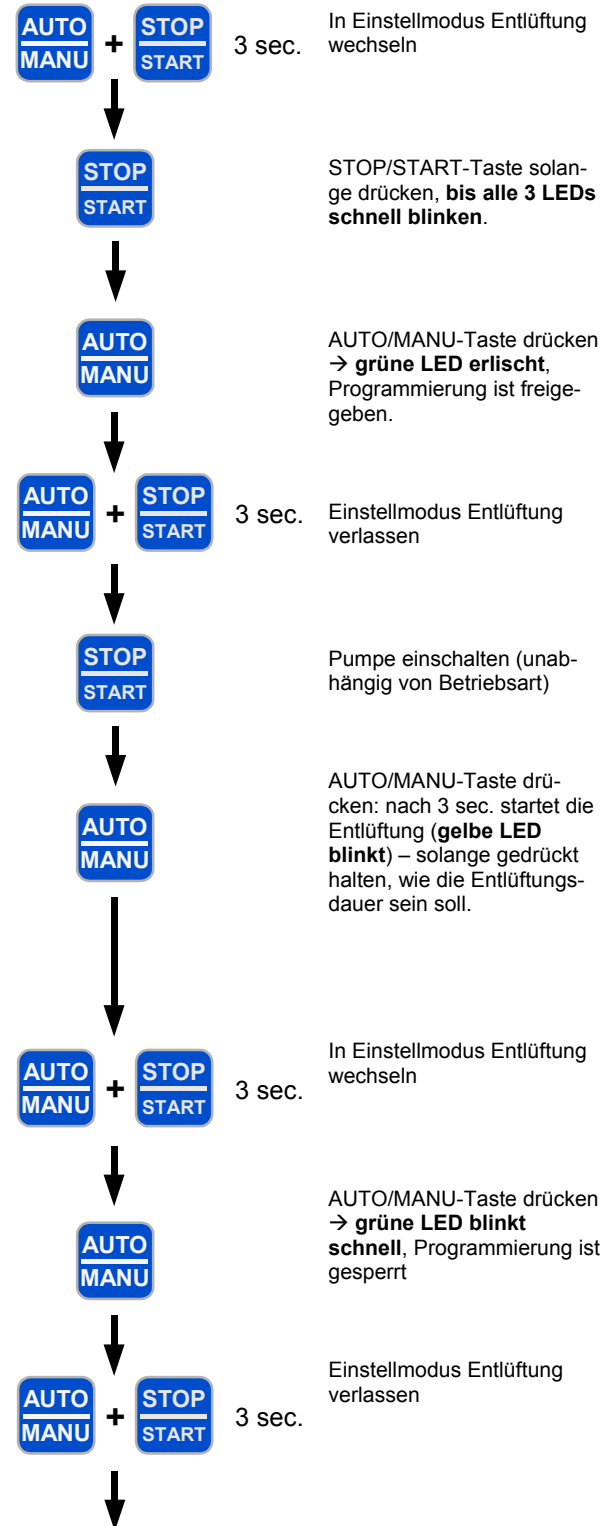 AUTO
MANU
+
STOP
START
3 sec.
In Einstellmodus Entlüftung
wechseln
STOP
START
STOP/START-Taste solan-
ge drücken, bis alle 3 LEDs
schnell blinken.
AUTO
MANU
AUTO/MANU-Taste drücken
→ grüne LED erlischt,
Programmierung ist freige-
geben.
AUTO
MANU
+
STOP
START
3 sec.
Einstellmodus Entlüftung
verlassen
STOP
START
Pumpe einschalten (unab-
hängig von Betriebsart)
AUTO
MANU
AUTO/MANU-Taste drü-
cken: nach 3 sec. startet die
Entlüftung (gelbe LED
blinkt) – solange gedrückt
halten, wie die Entlüftungs-
dauer sein soll.
AUTO
MANU
+
STOP
START
3 sec.
In Einstellmodus Entlüftung
wechseln
AUTO
MANU
AUTO/MANU-Taste drücken
→ grüne LED blinkt
schnell, Programmierung ist
gesperrt
AUTO
MANU
+
STOP
START
3 sec.
Einstellmodus Entlüftung
verlassen